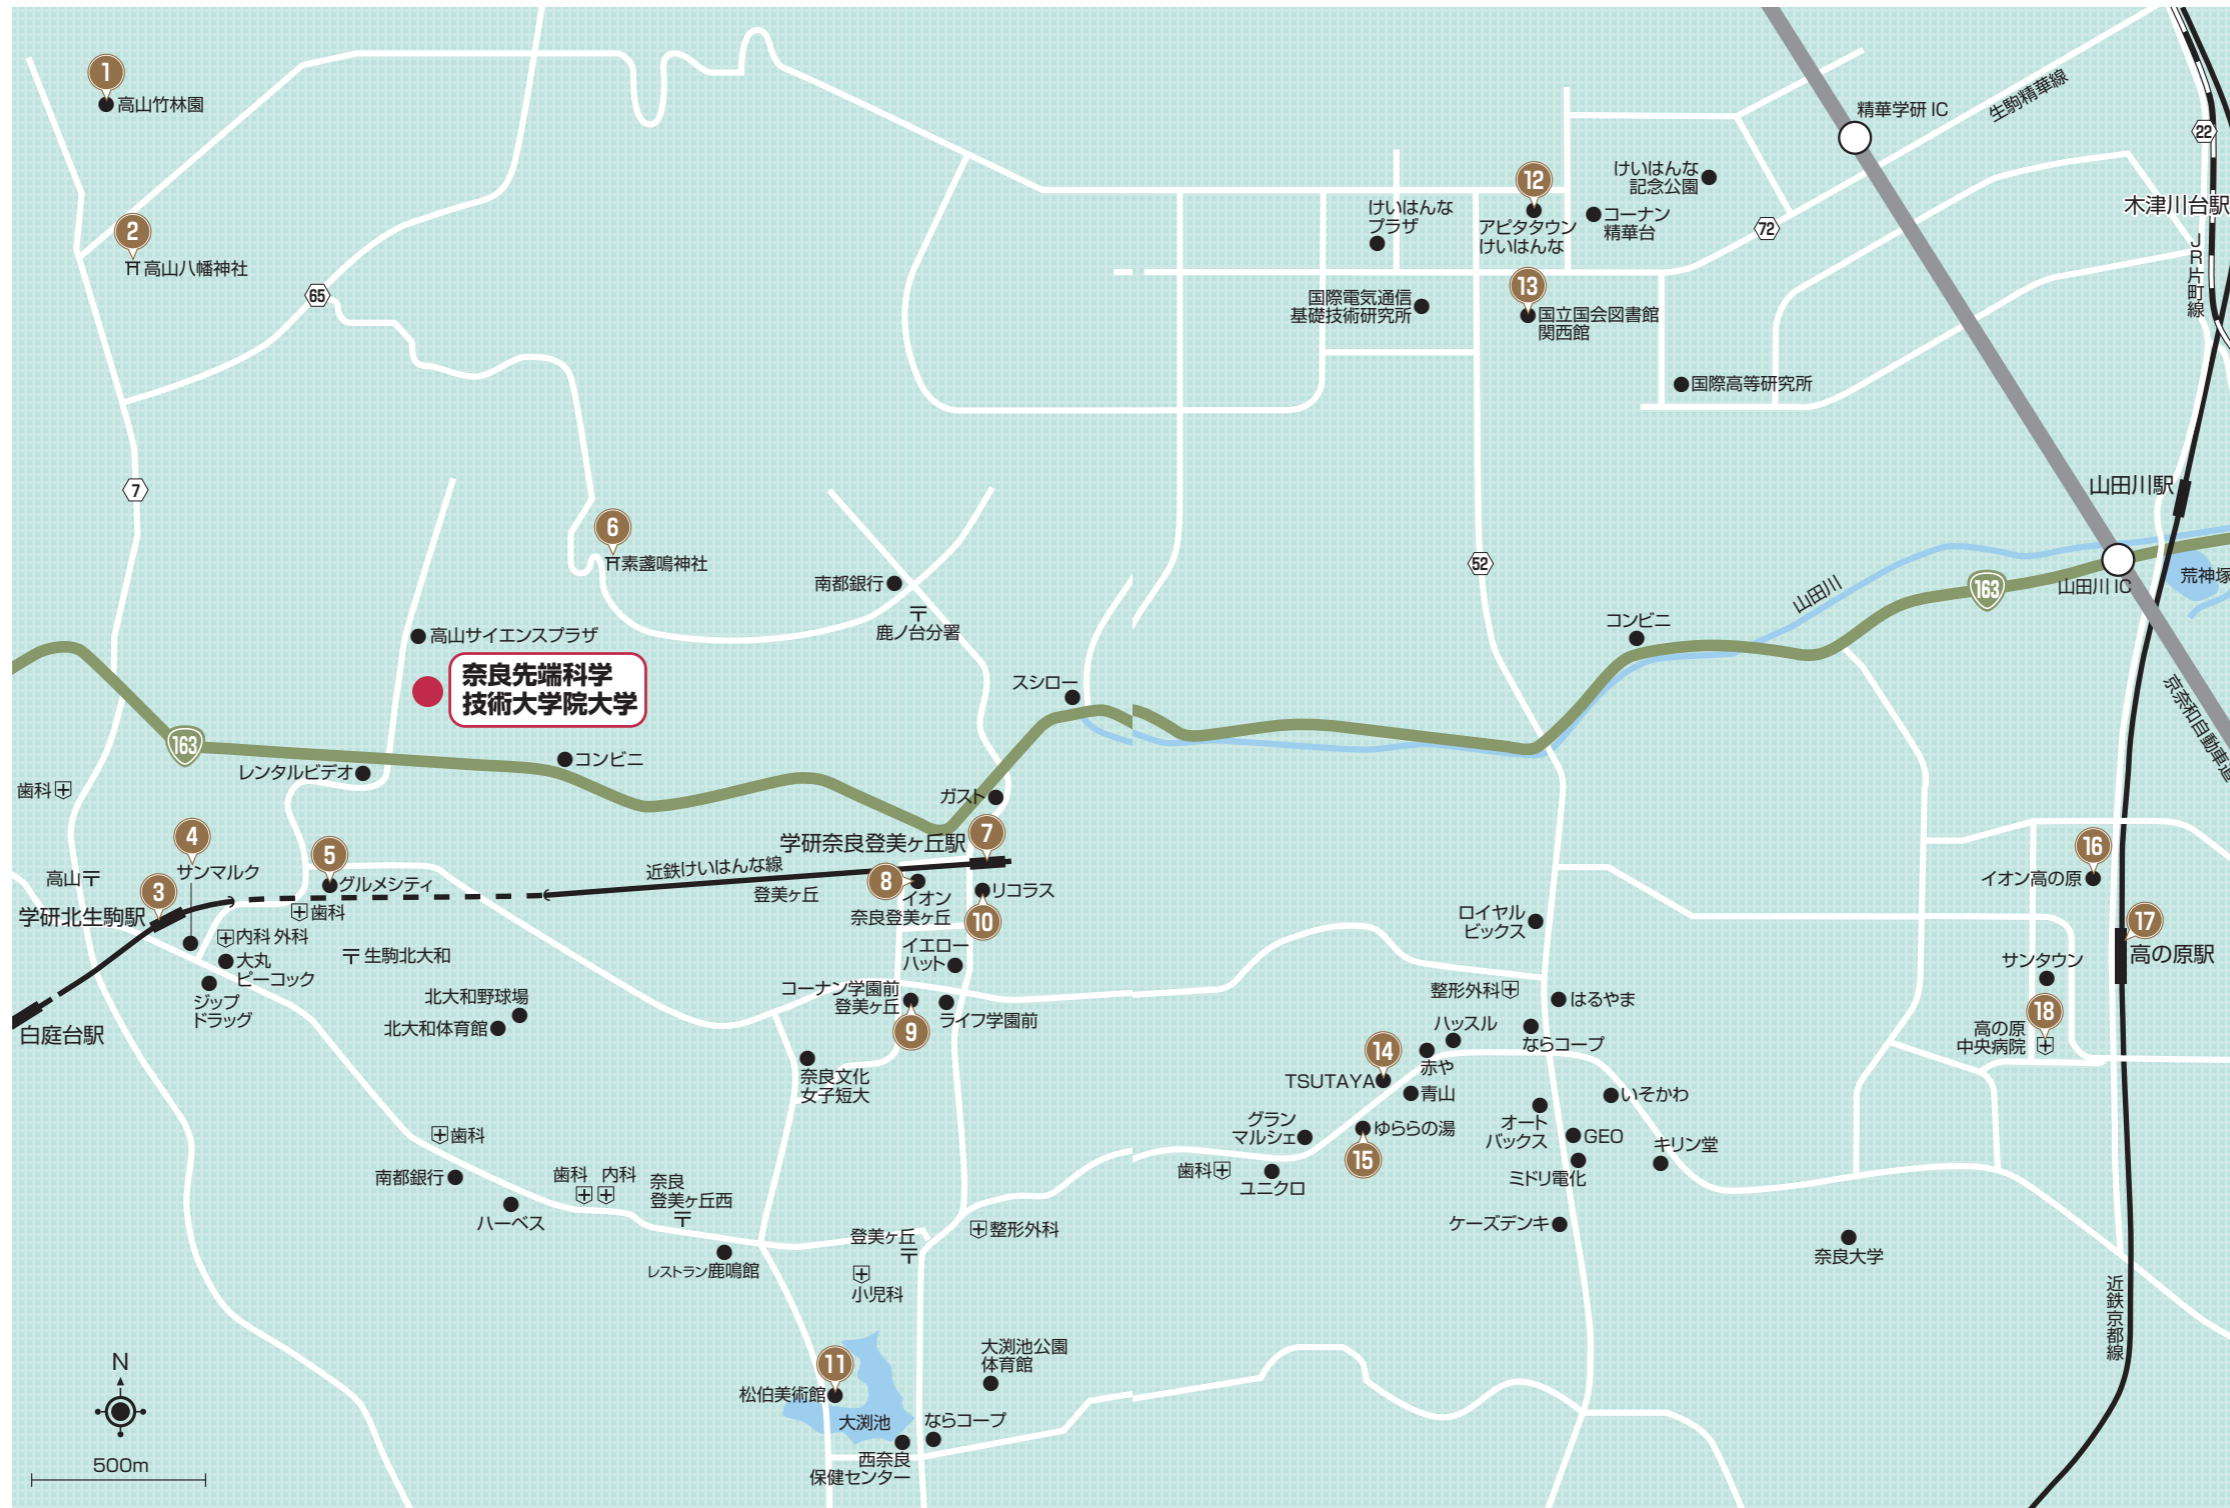 1
高山竹林園
2
高山八幡神社
65
7
6
素盞嗚神社
南都銀行
鹿ノ台分署
高山サイエンスプラザ
奈良先端科学
技術大学院大学
スシロー
163
コンビニ
レンタルビデオ
歯科
ガスト
4
サンマルク
5
グルメシティ
学研奈良登美ヶ丘駅
7
近鉄けいはんな線
登美ヶ丘
8
イオン
奈良登美ヶ丘
リコラス
10
高山
3
学研北生駒駅
歯科
内科 外科
大丸
ピーコック
ジップ
ドラッグ
生駒北大和
白庭台駅
北大和野球場
北大和体育館
イエロー
ハット
コーナン学園前
登美ヶ丘
9
ライフ学園前
奈良文化
女子短大
歯科
南都銀行
ハーベス
歯科
内科
奈良
登美ヶ丘西
レストラン鹿鳴館
登美ヶ丘
整形外科
小児科
11
松伯美術館
大渕池
大渕池公園
体育館
ならコープ
西奈良
保健センター
N
500m
精華学研 IC
生駒精華線
22
木津川台駅
JR片町線
12
アピタタウン
けいはんな
けいはんな
プラザ
けいはんな
記念公園
コーナン
精華台
72
13
国立国会図書館
関西館
国際電気通信
基礎技術研究所
国際高等研究所
山田川駅
52
山田川
163
山田川 IC
荒神塚
コンビニ
京奈和自動車道
16
イオン高の原
17
高の原駅
サンタウン
18
高の原
中央病院
ロイヤル
ビックス
整形外科
はるやま
ハッスル
ならコープ
14
TSUTAYA
赤や
青山
グラン
マルシェ
ゆららの湯
15
オート
バックス
いそかわ
GEO
キリン堂
ミドリ電化
歯科
ユニクロ
ケーズデンキ
奈良大学
近鉄京都線